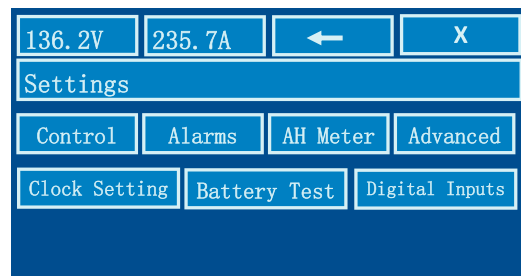 136.2V 235.7A ← X
Settings
Control Alarms AH Meter Advanced
Clock Setting Battery Test Digital Inputs